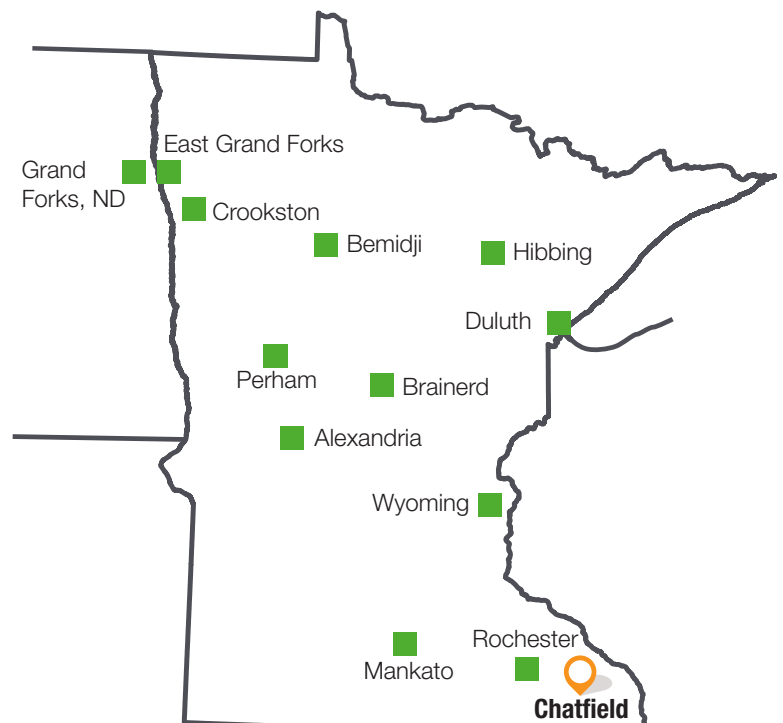 East Grand Forks
Grand
Forks, ND
Crookston
Bemidji
Hibbing
Duluth
Perham
Brainerd
Alexandria
Wyoming
Rochester
Mankato
Chatfield